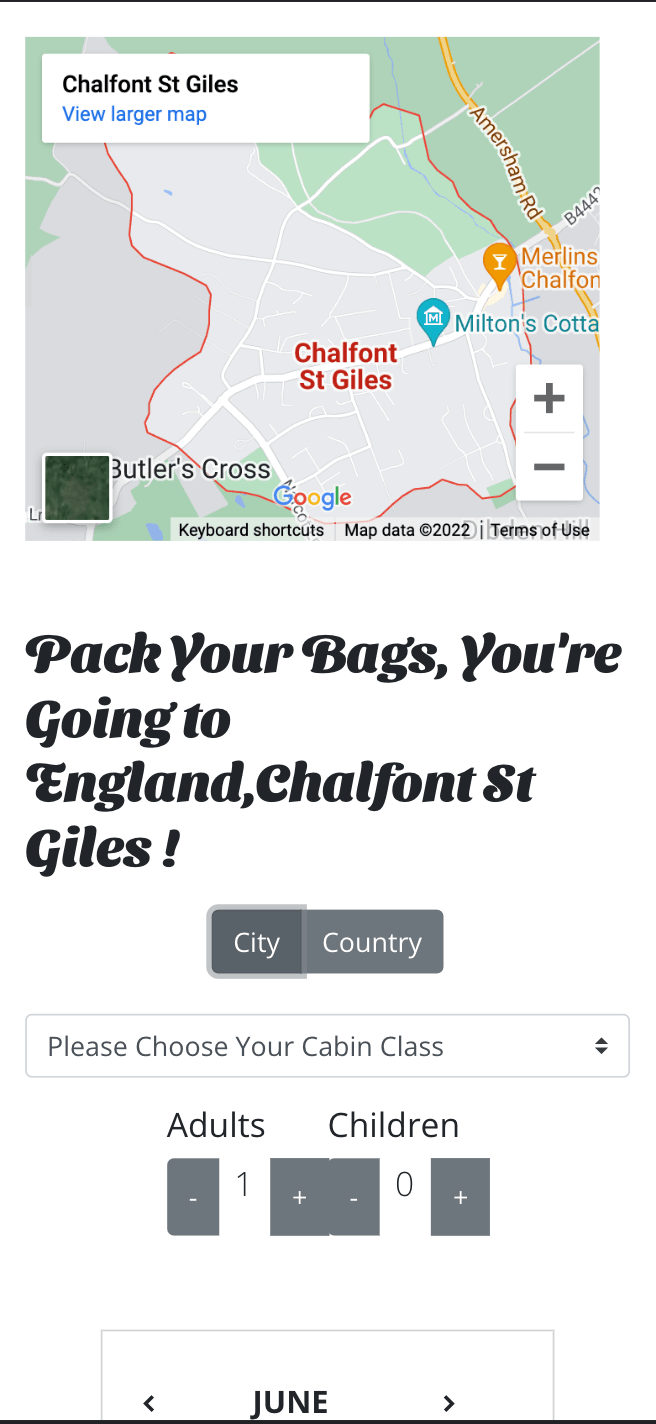 Chalfont St Giles
View larger map
Amersham Rd
B4442
Merlins
Chalfon
Milton's Cotta
Chalfont
St Giles
+
−
Butler's Cross
Google
Keyboard shortcuts Map data ©2022 Terms of Use
Dibden Hill
Pack Your Bags, You're
Going to
England,Chalfont St
Giles !
City Country
Please Choose Your Cabin Class
Adults Children
- 1 + - 0 +
‹ JUNE ›